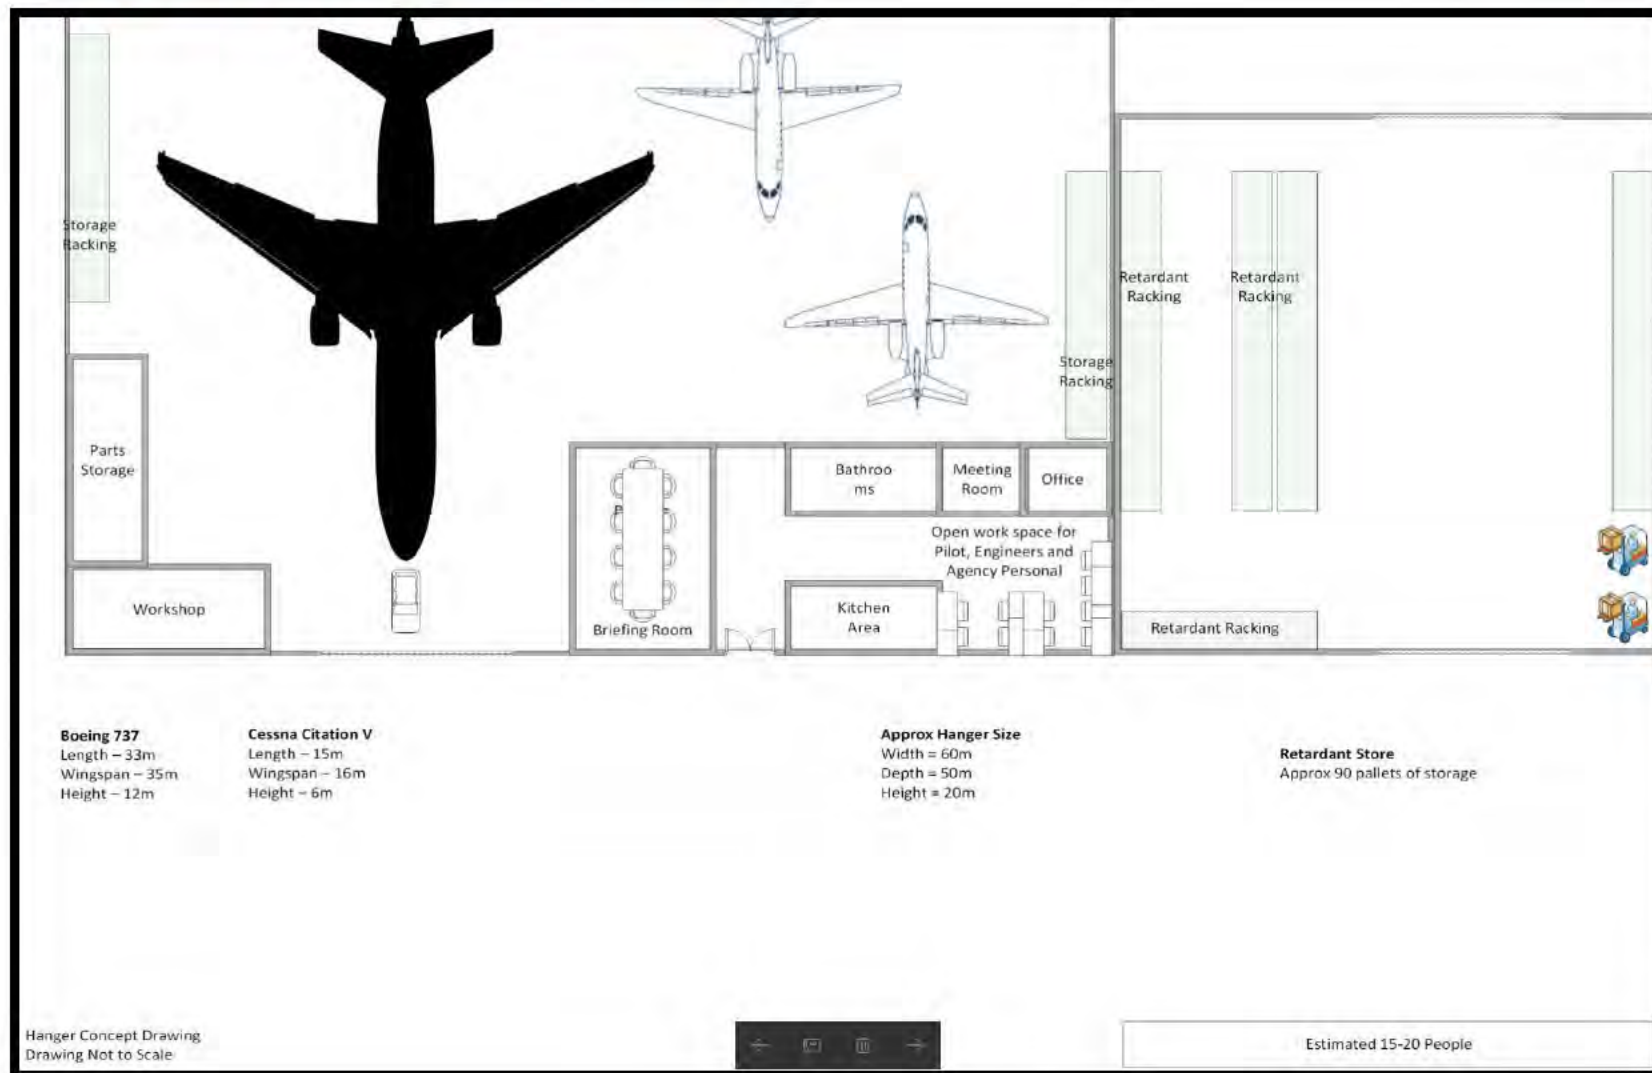 Storage
Racking
Parts
Storage
Workshop
Briefing Room
Bathroo
ms
Meeting
Room
Office
Open work space for
Pilot, Engineers and
Agency Personal
Kitchen
Area
Storage
Racking
Retardant
Racking
Retardant
Racking
Retardant Racking
Boeing 737
Length – 33m
Wingspan – 35m
Height – 12m
Cessna Citation V
Length – 15m
Wingspan – 16m
Height – 6m
Approx Hanger Size
Width = 60m
Depth = 50m
Height = 20m
Retardant Store
Approx 90 pallets of storage
Hanger Concept Drawing
Drawing Not to Scale
Estimated 15-20 People